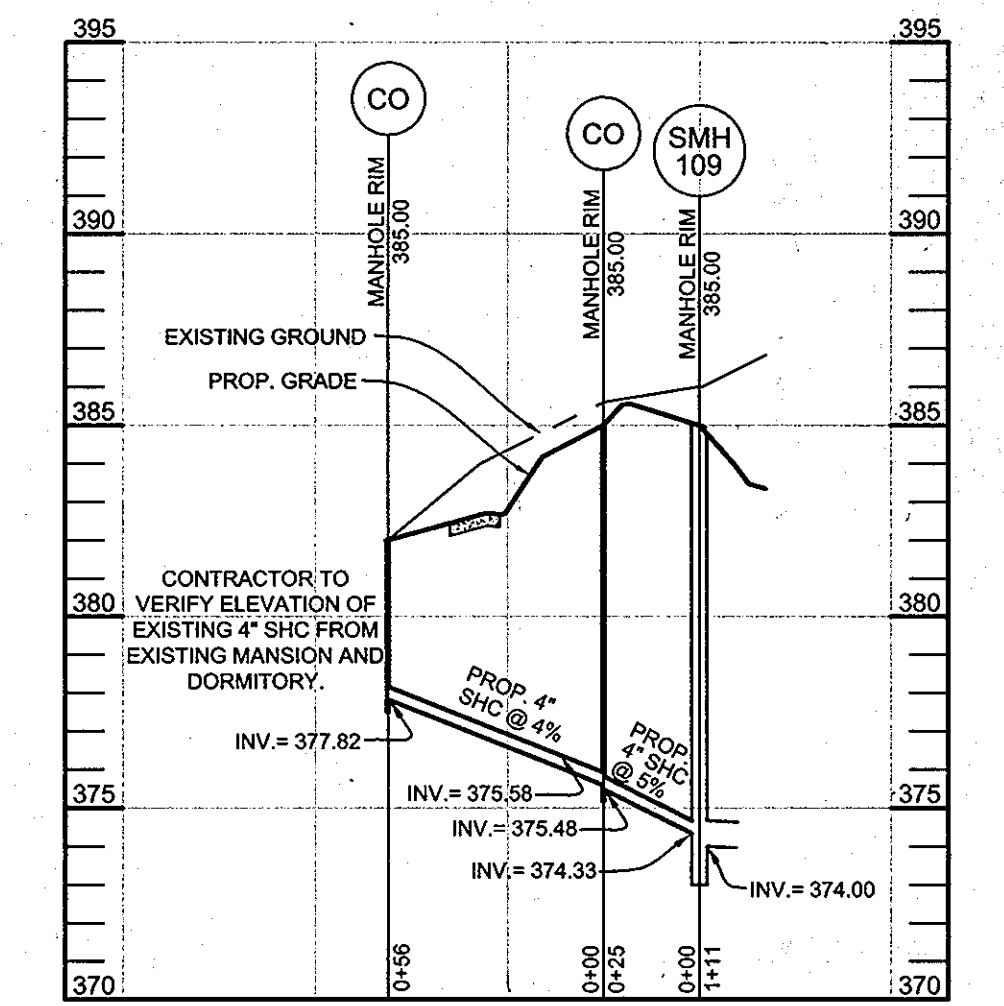 395
395
CO
CO
SMH
109
MANHOLE RIM
385.00
MANHOLE RIM
385.00
MANHOLE RIM
385.00
390
390
EXISTING GROUND
PROP. GRADE
385
385
CONTRACTOR TO
VERIFY ELEVATION OF
EXISTING 4" SHC FROM
EXISTING MANSION AND
DORMITORY.
380
380
PROP. 4"
SHC @ 4%
PROP.
4" SHC
@ 5%
INV.= 377.82
INV.= 375.58
375
375
INV.= 375.48
INV.= 374.33
INV.= 374.00
0+56
0+00
0+25
0+00
1+11
370
370